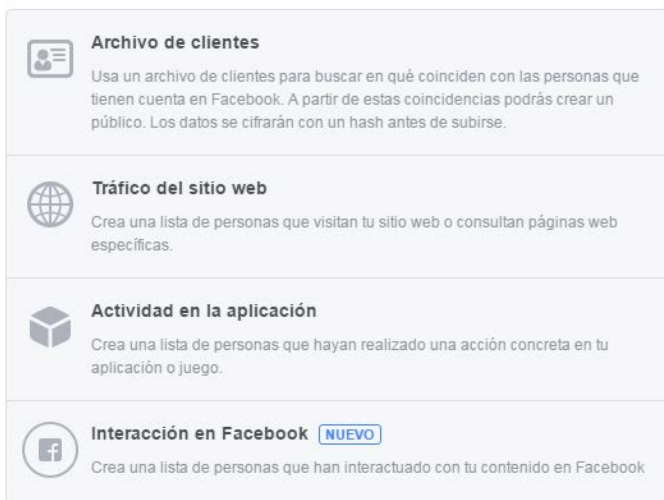 Archivo de clientes
Usa un archivo de clientes para buscar en qué coinciden con las personas que
tienen cuenta en Facebook. A partir de estas coincidencias podrás crear un
público. Los datos se cifrarán con un hash antes de subirse.
Tráfico del sitio web
Crea una lista de personas que visitan tu sitio web o consultan páginas web
específicas.
Actividad en la aplicación
Crea una lista de personas que hayan realizado una acción concreta en tu
aplicación o juego.
Interacción en Facebook NUEVO
Crea una lista de personas que han interactuado con tu contenido en Facebook